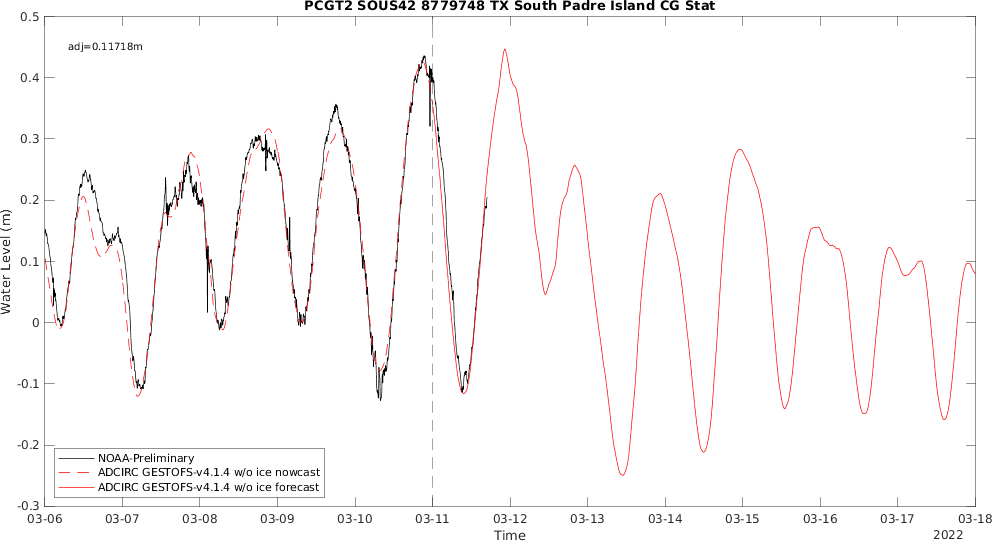 PCGT2 SOUS42 8779748 TX South Padre Island CG Stat
adj=0.11718m
0.5
0.4
0.3
0.2
0.1
0
-0.1
-0.2
-0.3
Water Level (m)
NOAA-Preliminary
ADCIRC GESTOFS-v4.1.4 w/o ice nowcast
ADCIRC GESTOFS-v4.1.4 w/o ice forecast
03-06 03-07 03-08 03-09 03-10 03-11 03-12 03-13 03-14 03-15 03-16 03-17 03-18
Time
2022